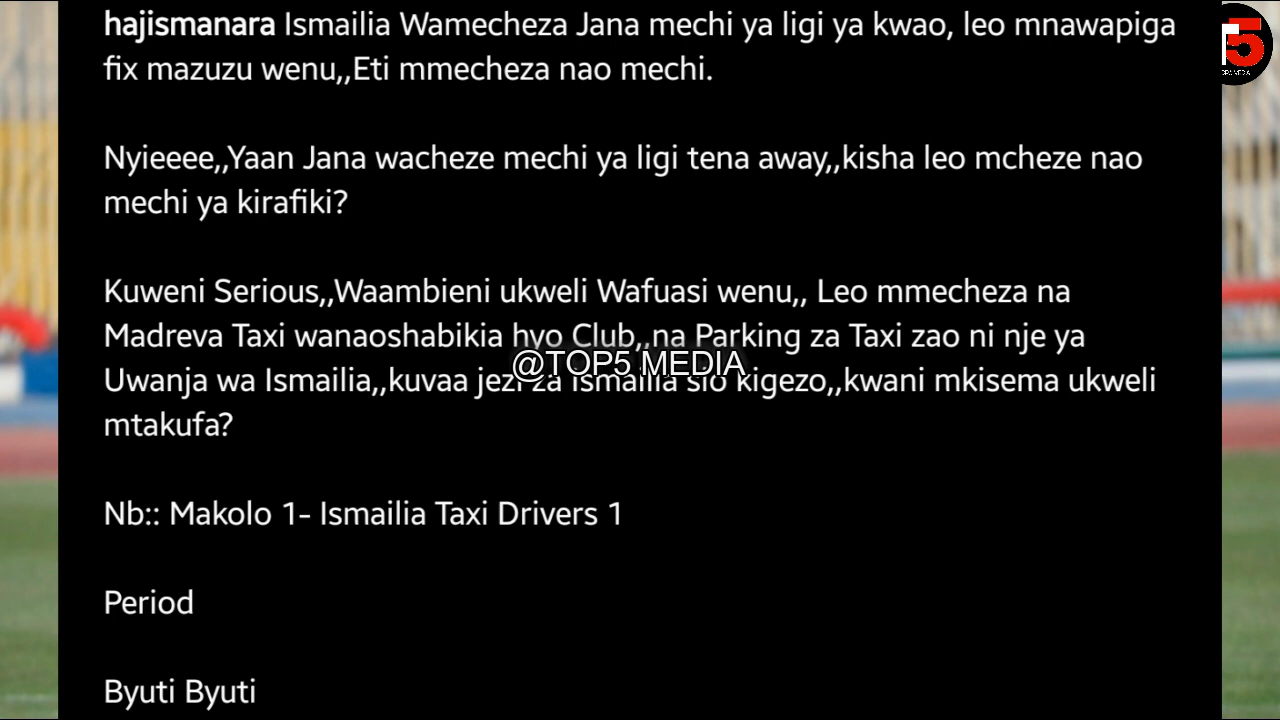 hajismanara Ismailia Wamecheza Jana mechi ya ligi ya kwao, leo mnawapiga
fix mazuzu wenu,,Eti mmecheza nao mechi.
Nyieeee,,Yaan Jana wacheze mechi ya ligi tena away,,kisha leo mcheze nao
mechi ya kirafiki?
Kuweni Serious,,Waambieni ukweli Wafuasi wenu,, Leo mmecheza na
Madreva Taxi wanaoshabikia hyo Club,,na Parking za Taxi zao ni nje ya
@TOP5 MEDIA
Uwanja wa Ismailia,,kuvaa jezi za Ismailia sio kigezo,,kwani mkisema ukweli
mtakufa?
Nb:: Makolo 1- Ismailia Taxi Drivers 1
Period
Byuti Byuti